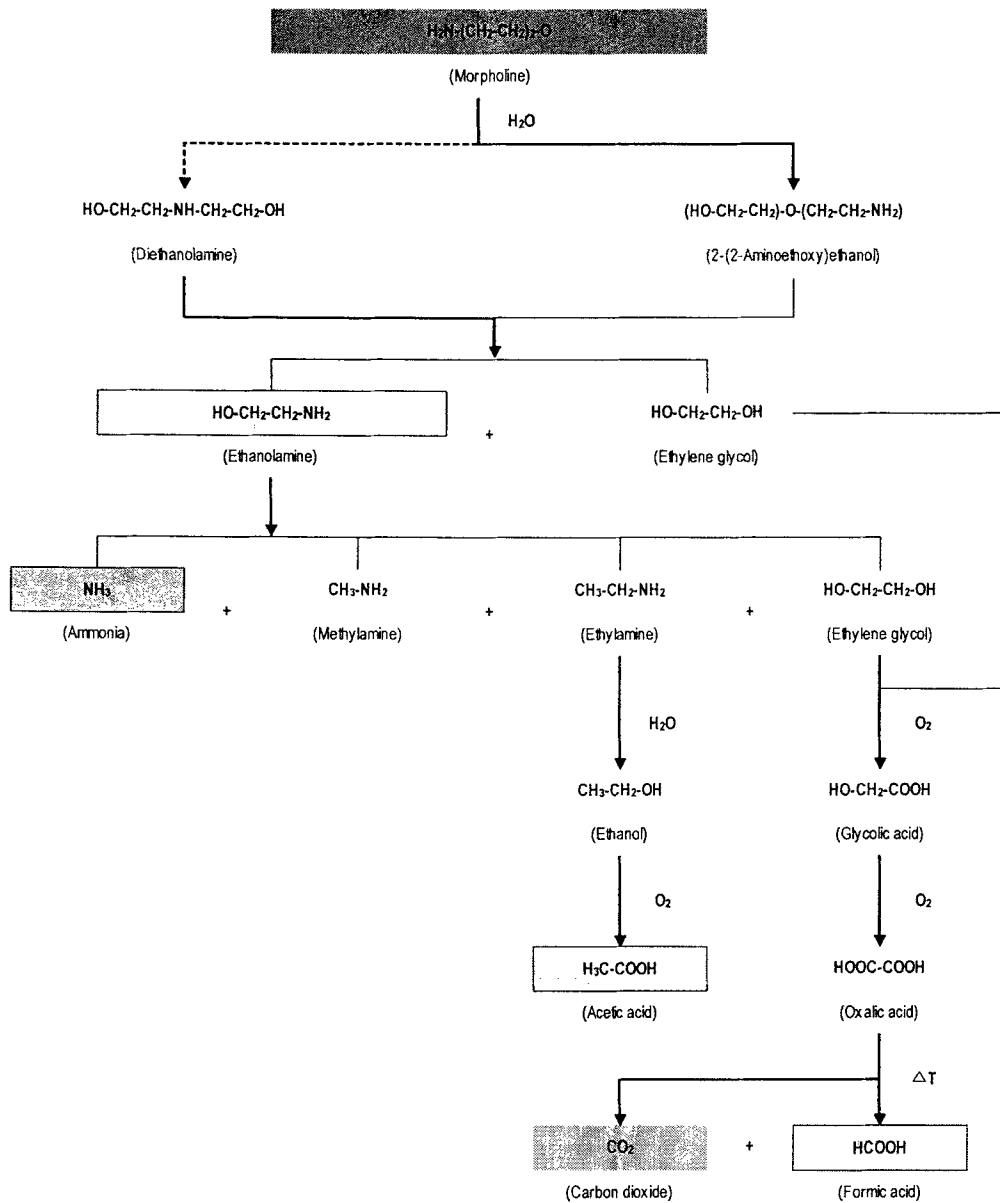 H₂N-(CH₂-CH₂)₂-O
(Morpholine)
H₂O
HO-CH₂-CH₂-NH-CH₂-CH₂-OH
(HO-CH₂-CH₂)-O-(CH₂-CH₂-NH₂)
(Diethanolamine)
(2-(2-Aminoethoxy)ethanol)
HO-CH₂-CH₂-NH₂
+
HO-CH₂-CH₂-OH
(Ethanolamine)
(Ethylene glycol)
NH₃
+
CH₃-NH₂
+
CH₃-CH₂-NH₂
+
HO-CH₂-CH₂-OH
(Ammonia)
(Methylamine)
(Ethylamine)
(Ethylene glycol)
H₂O
O₂
CH₃-CH₂-OH
HO-CH₂-COOH
(Ethanol)
(Glycolic acid)
O₂
O₂
H₃C-COOH
HOOC-COOH
(Acetic acid)
(Oxalic acid)
△T
CO₂
+
HCOOH
(Carbon dioxide)
(Formic acid)